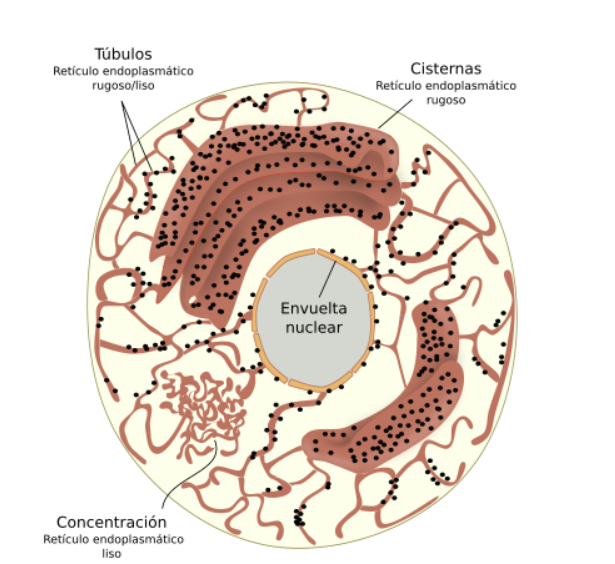 Túbulos
Retículo endoplasmático
rugoso/liso
Cisternas
Retículo endoplasmático
rugoso
Envuelta
nuclear
Concentración
Retículo endoplasmático
liso